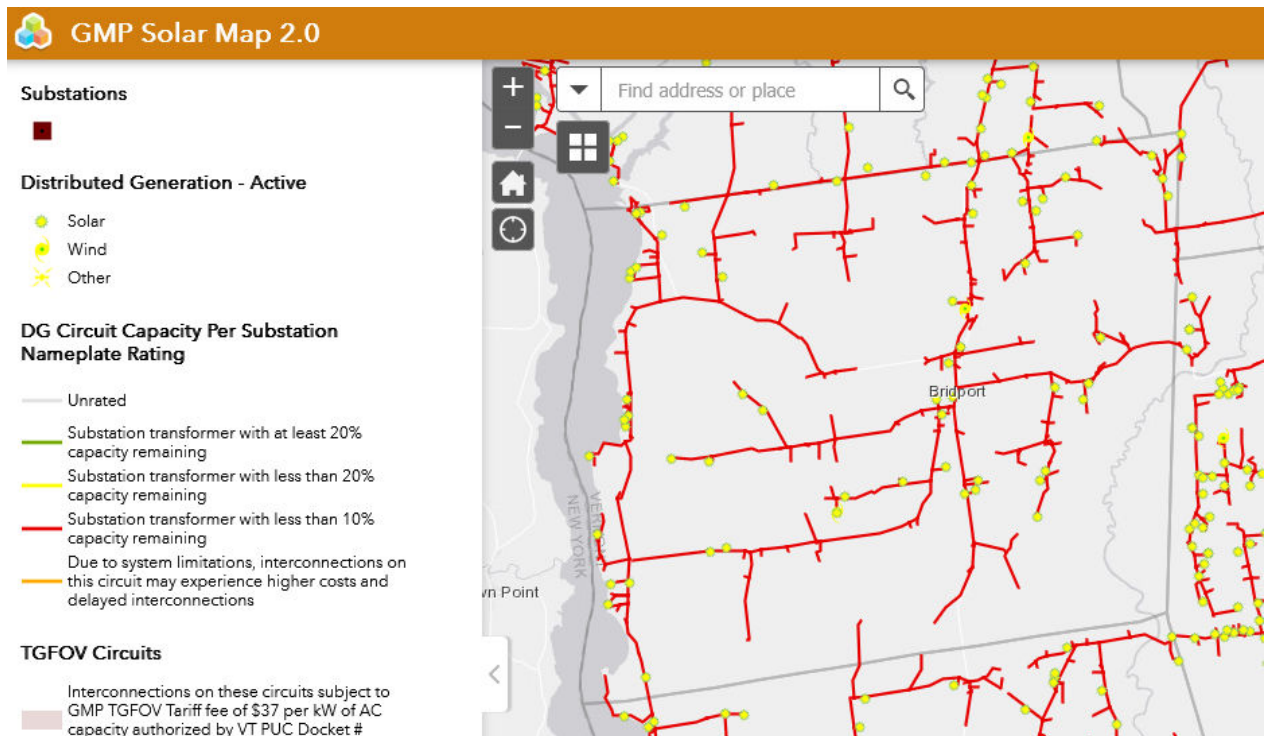 GMP Solar Map 2.0
Substations
Distributed Generation - Active
Solar
Wind
Other
DG Circuit Capacity Per Substation
Nameplate Rating
Unrated
Substation transformer with at least 20%
capacity remaining
Substation transformer with less than 20%
capacity remaining
Substation transformer with less than 10%
capacity remaining
Due to system limitations, interconnections on
this circuit may experience higher costs and
delayed interconnections
TGFOV Circuits
Interconnections on these circuits subject to
GMP TGFOV Tariff fee of $37 per kW of AC
capacity authorized by VT PUC Docket #
+
−
Find address or place
Bridport
VERMONT
NEW YORK
vn Point